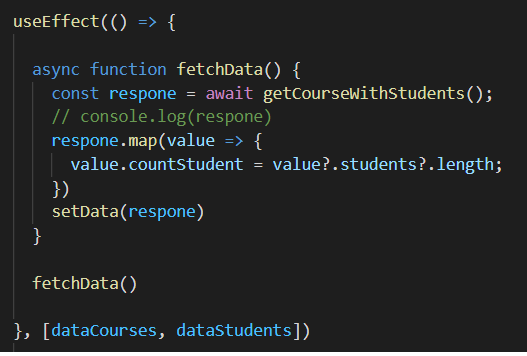 useEffect(() => {
async function fetchData() {
const respone = await getCourseWithStudents();
// console.log(respone)
respone.map(value => {
value.countStudent = value?.students?.length;
})
setData(respone)
}
fetchData()
}, [dataCourses, dataStudents])